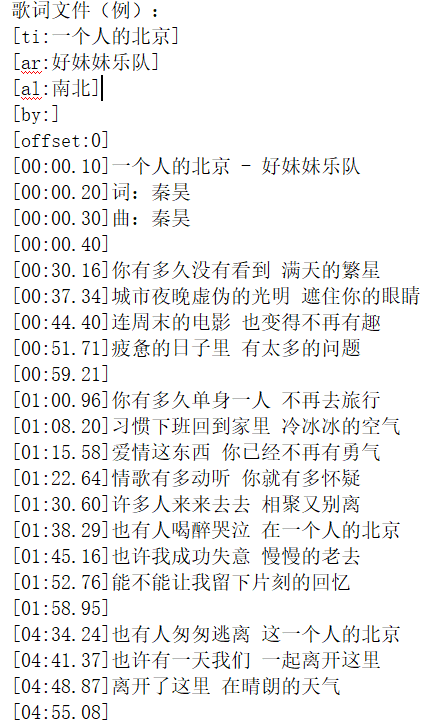 歌词文件（例）：
[ti:一个人的北京]
[ar:好妹妹乐队]
[al:南北]
[by:]
[offset:0]
[00:00.10]一个人的北京 - 好妹妹乐队
[00:00.20]词：秦昊
[00:00.30]曲：秦昊
[00:00.40]
[00:30.16]你有多久没有看到 满天的繁星
[00:37.34]城市夜晚虚伪的光明 遮住你的眼睛
[00:44.40]连周末的电影 也变得不再有趣
[00:51.71]疲惫的日子里 有太多的问题
[00:59.21]
[01:00.96]你有多久单身一人 不再去旅行
[01:08.20]习惯下班回到家里 冷冰冰的空气
[01:15.58]爱情这东西 你已经不再有勇气
[01:22.64]情歌有多动听 你就有多怀疑
[01:30.60]许多人来来去去 相聚又别离
[01:38.29]也有人喝醉哭泣 在一个人的北京
[01:45.16]也许我成功失意 慢慢的老去
[01:52.76]能不能让我留下片刻的回忆
[01:58.95]
[04:34.24]也有人匆匆逃离 这一个人的北京
[04:41.37]也许有一天我们 一起离开这里
[04:48.87]离开了这里 在晴朗的天气
[04:55.08]